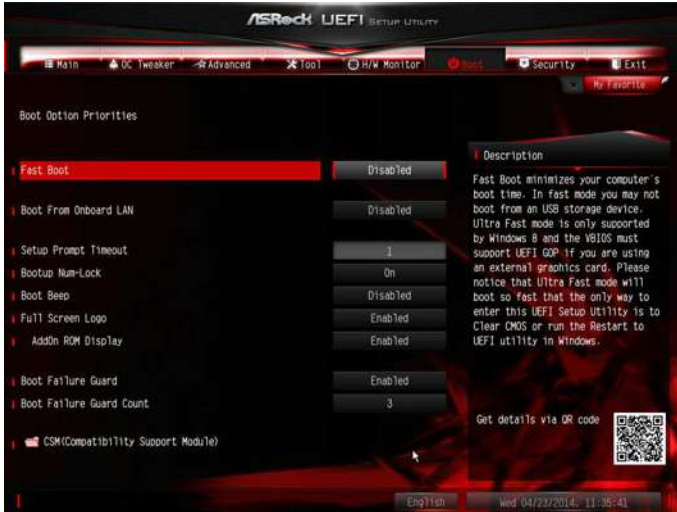 ASRock UEFI SETUP UTILITY
Main OC Tweaker Advanced Tool H/W Monitor Boot Security Exit
My Favorite
Boot Option Priorities
Fast Boot Disabled
Boot From Onboard LAN Disabled
Setup Prompt Timeout 1
Bootup Num-Lock On
Boot Beep Disabled
Full Screen Logo Enabled
AddOn ROM Display Enabled
Boot Failure Guard Enabled
Boot Failure Guard Count 3
CSM(Compatibility Support Module)
Description
Fast Boot minimizes your computer's
boot time. In fast mode you may not
boot from an USB storage device.
Ultra Fast mode is only supported
by Windows 8 and the VBIOS must
support UEFI GOP if you are using
an external graphics card. Please
notice that Ultra Fast mode will
boot so fast that the only way to
enter this UEFI Setup Utility is to
Clear CMOS or run the Restart to
UEFI utility in Windows.
Get details via QR code
English Wed 04/23/2014, 11:35:41